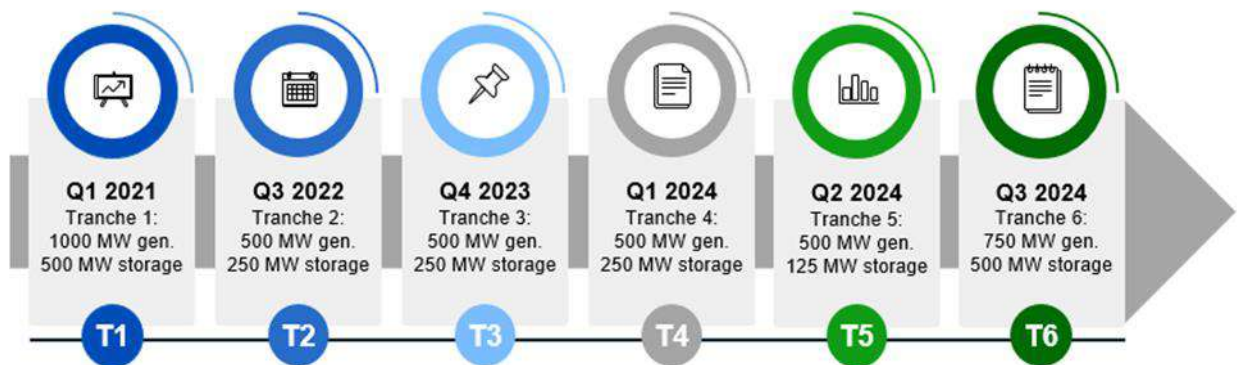 Q1 2021
Tranche 1:
1000 MW gen.
500 MW storage
T1
Q3 2022
Tranche 2:
500 MW gen.
250 MW storage
T2
Q4 2023
Tranche 3:
500 MW gen.
250 MW storage
T3
Q1 2024
Tranche 4:
500 MW gen.
250 MW storage
T4
Q2 2024
Tranche 5:
500 MW gen.
125 MW storage
T5
Q3 2024
Tranche 6:
750 MW gen.
500 MW storage
T6